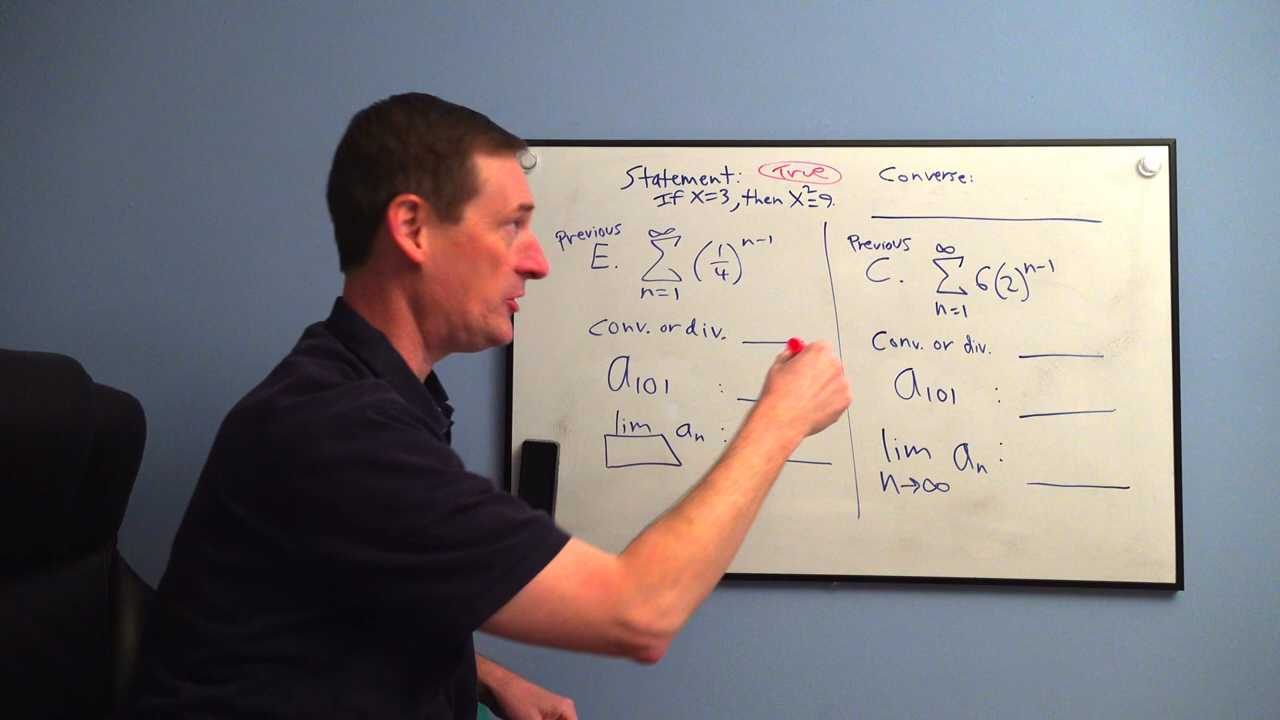 Statement: True
If X=3, then X²=9.
Converse:
Previous
E. ∞ Σ n=1 (1/4)^n-1
Conv. or div.
a101 :
lim an :
Previous
C. ∞ Σ n=1 6(2)^n-1
Conv. or div.
a101 :
lim an :
n→∞